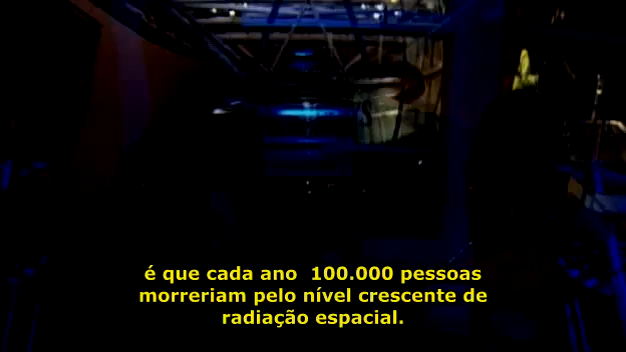 é que cada ano  100.000 pessoas
morreriam pelo nível crescente de
radiação espacial.